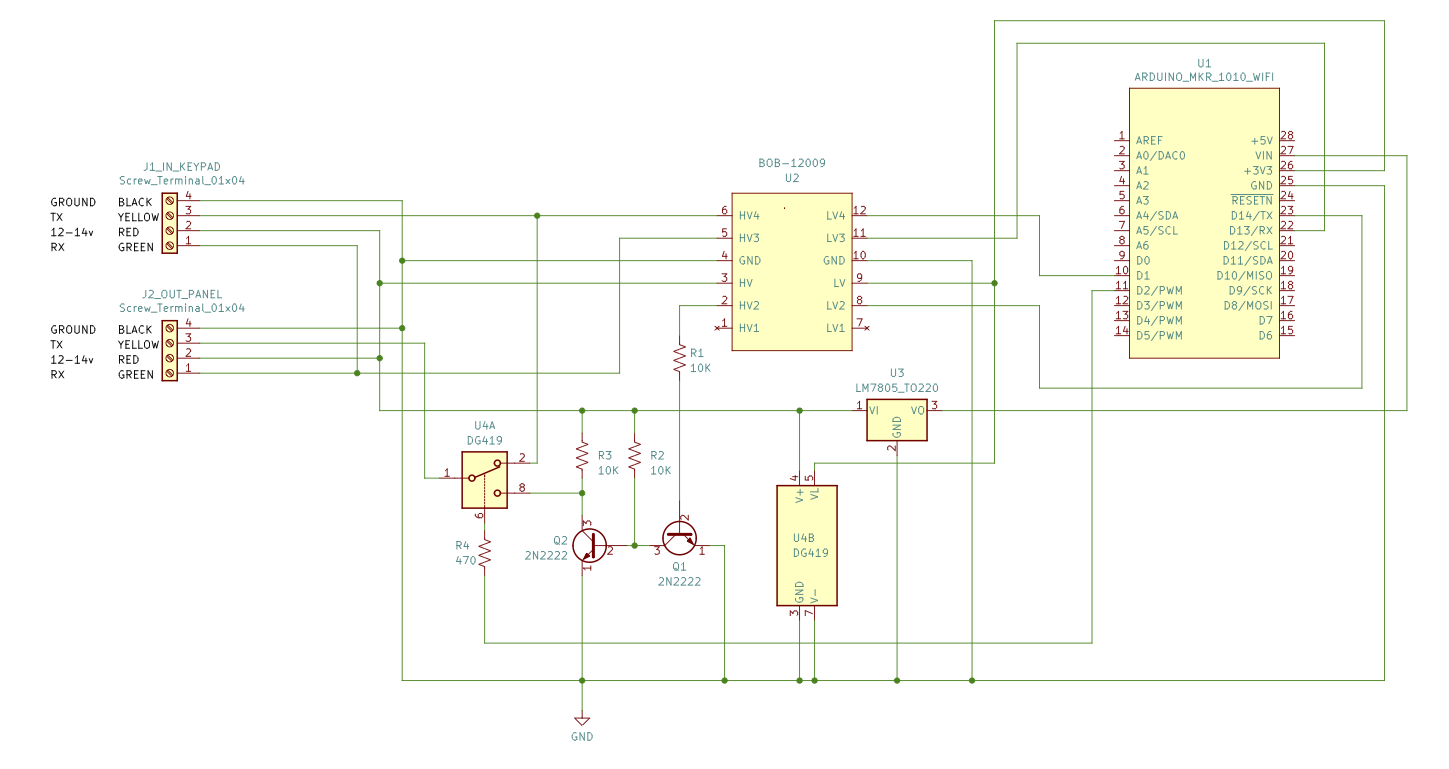 U1
ARDUINO_MKR_1010_WIFI
1 AREF
2 A0/DAC0
3 A1
4 A2
5 A3
6 A4/SDA
7 A5/SCL
8 A6
9 D0
10 D1
11 D2/PWM
12 D3/PWM
13 D4/PWM
14 D5/PWM
+5V 28
VIN 27
+3V3 26
GND 25
RESETN 24
D14/TX 23
D13/RX 22
D12/SCL 21
D11/SDA 20
D10/MISO 19
D9/SCK 18
D8/MOSI 17
D7 16
D6 15
J1_IN_KEYPAD
Screw_Terminal_01x04
GROUND BLACK 4
TX YELLOW 3
12-14v RED 2
RX GREEN 1
J2_OUT_PANEL
Screw_Terminal_01x04
GROUND BLACK 4
TX YELLOW 3
12-14v RED 2
RX GREEN 1
BOB-12009
U2
6 HV4 LV4 12
5 HV3 LV3 11
4 GND GND 10
3 HV LV 9
2 HV2 LV2 8
1 HV1 LV1 7
R1
10K
U3
LM7805_TO220
1 VI VO 3
GND
2
U4A
DG419
1
2
8
6
R3
10K
R2
10K
R4
470
Q2
2N2222
3
2
1
2
3
1
Q1
2N2222
4 5
V+ VL
U4B
DG419
GND V-
3 7
GND